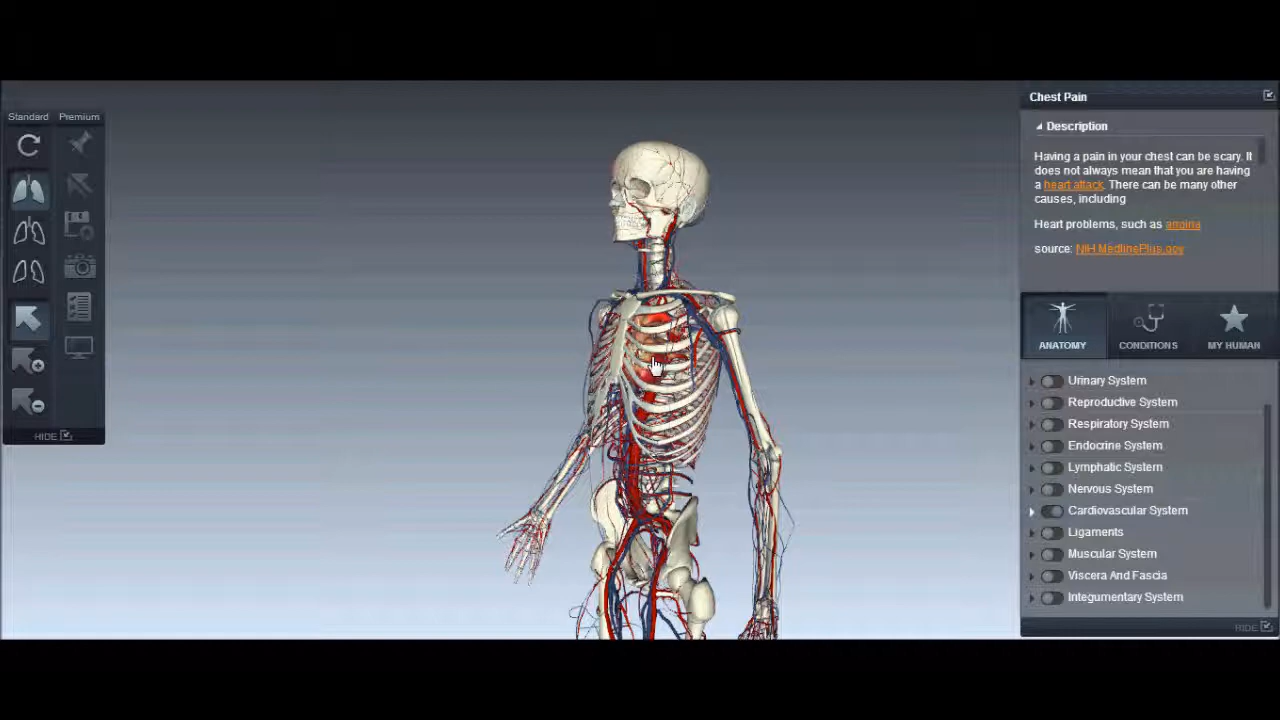 Standard Premium
HIDE
Chest Pain
Description
Having a pain in your chest can be scary. It
does not always mean that you are having
a heart attack. There can be many other
causes, including
Heart problems, such as angina
source: NIH MedlinePlus.gov
ANATOMY CONDITIONS MY HUMAN
Urinary System
Reproductive System
Respiratory System
Endocrine System
Lymphatic System
Nervous System
Cardiovascular System
Ligaments
Muscular System
Viscera And Fascia
Integumentary System
HIDE